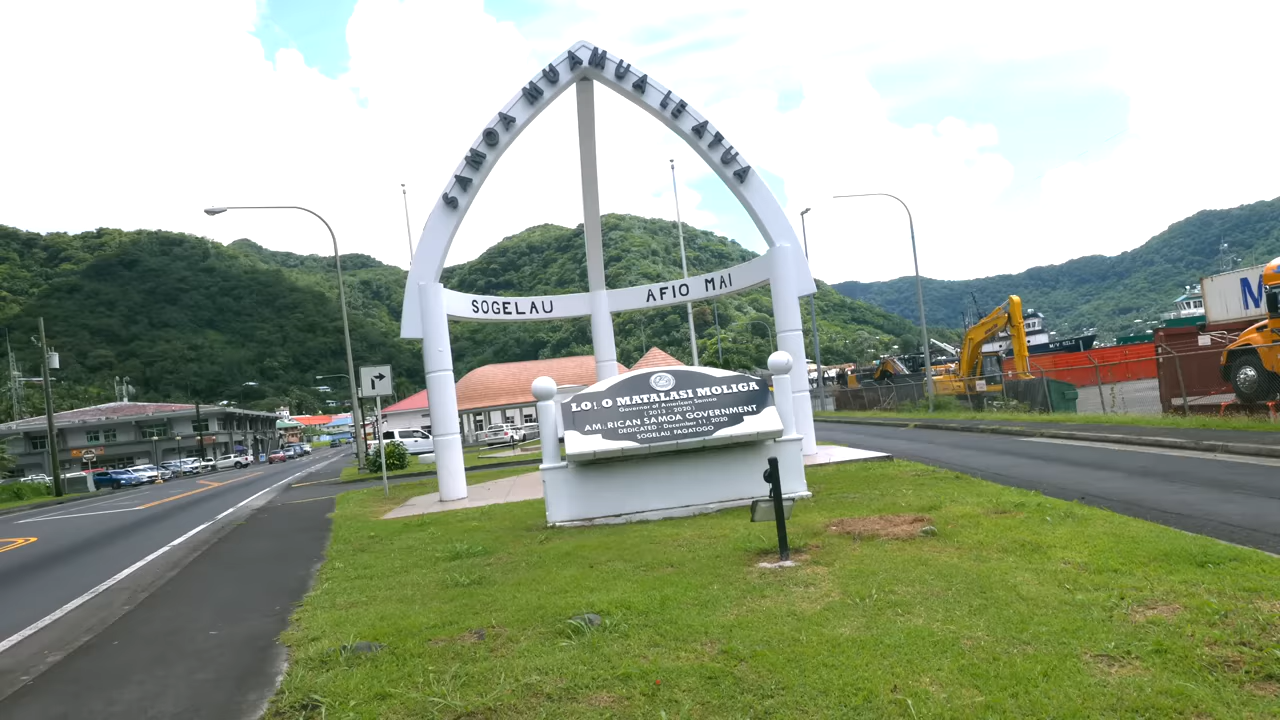 SAMOA MUAMUA LE ATUA
SOGELAU AFIO MAI
LOLO MATALASI MOLIGA
Governor of American Samoa
(2013 - 2020)
AMERICAN SAMOA GOVERNMENT
DEDICATED - December 11, 2020
SOGELAU FAGATOGO
M